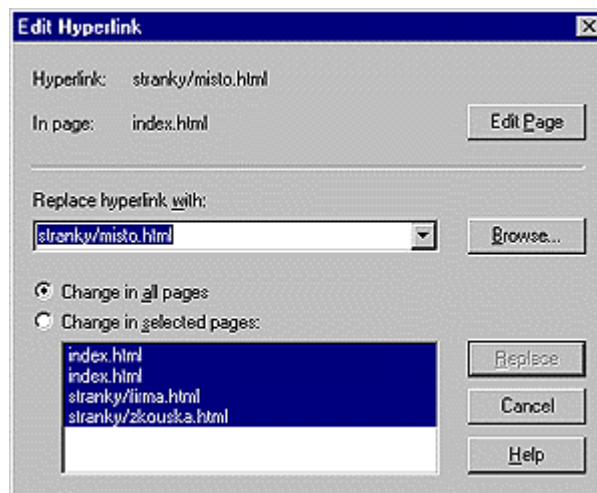 Edit Hyperlink
Hyperlink: stranky/misto.html
In page: index.html
Edit Page
Replace hyperlink with:
stranky/misto.html
Browse...
Change in all pages
Change in selected pages:
index.html
index.html
stranky/firma.html
stranky/zkouska.html
Replace
Cancel
Help